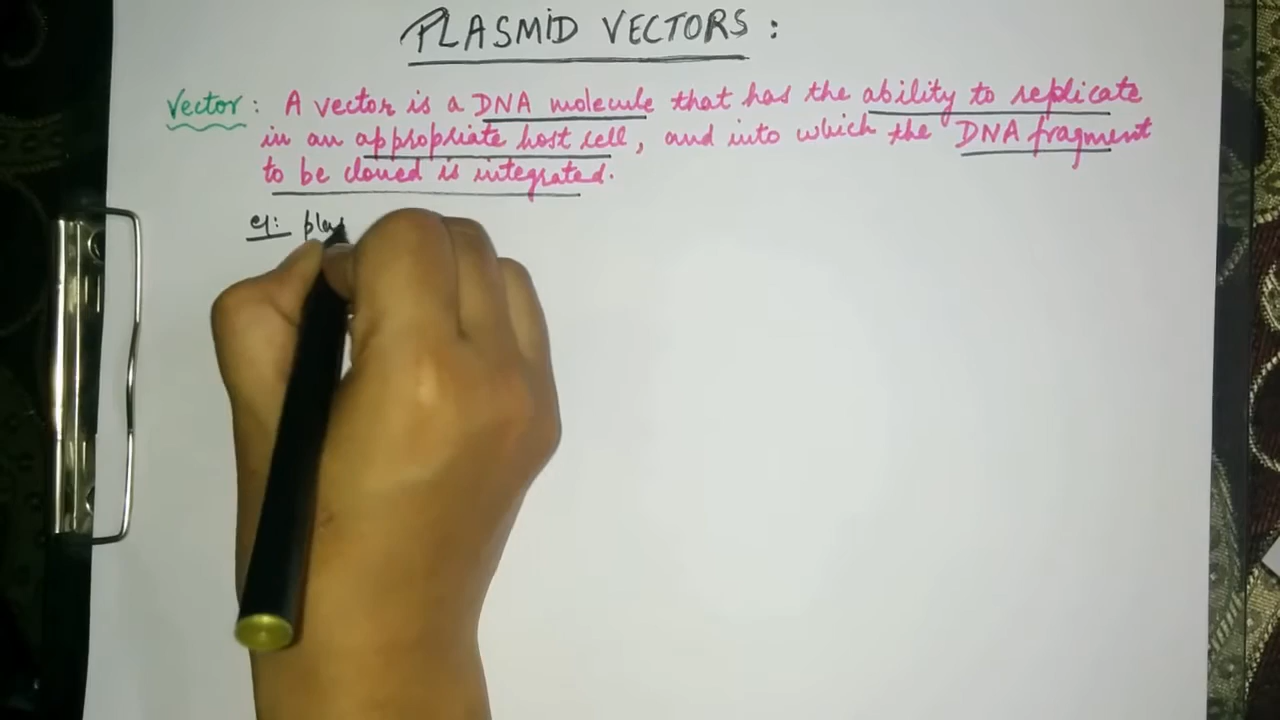 PLASMID VECTORS :
Vector : A vector is a DNA molecule that has the ability to replicate
in an appropriate host cell, and into which the DNA fragment
to be cloned is integrated.
eg: plas